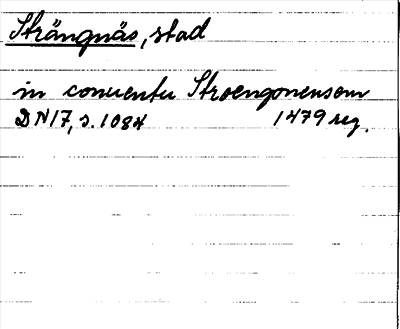 Strängnäs, stad
in conuentu Stroengonensem
DN17, s. 1084 1479 reg.